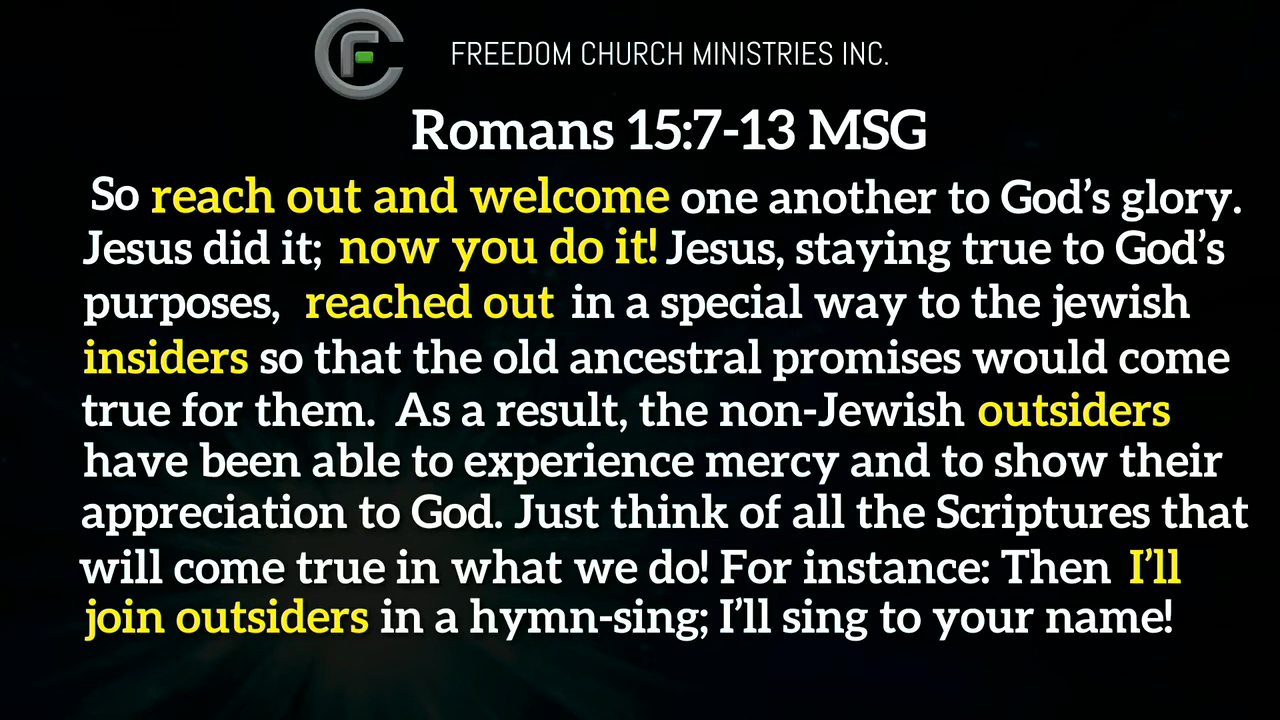 FREEDOM CHURCH MINISTRIES INC.
Romans 15:7-13 MSG
So reach out and welcome one another to God’s glory.
Jesus did it; now you do it! Jesus, staying true to God’s
purposes, reached out in a special way to the jewish
insiders so that the old ancestral promises would come
true for them. As a result, the non-Jewish outsiders
have been able to experience mercy and to show their
appreciation to God. Just think of all the Scriptures that
will come true in what we do! For instance: Then I’ll
join outsiders in a hymn-sing; I’ll sing to your name!